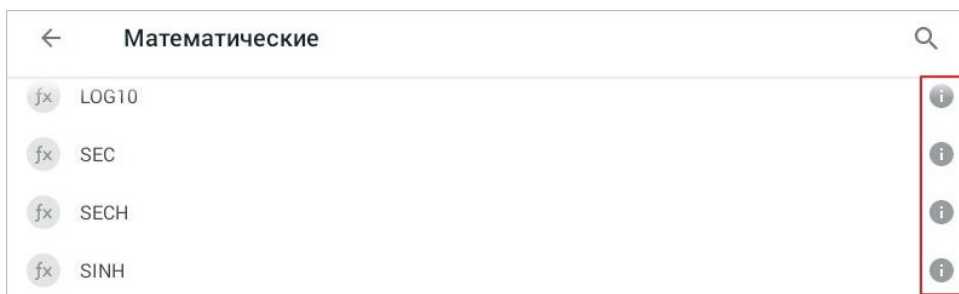 Математические
fx LOG10 i
fx SEC i
fx SECH i
fx SINH i